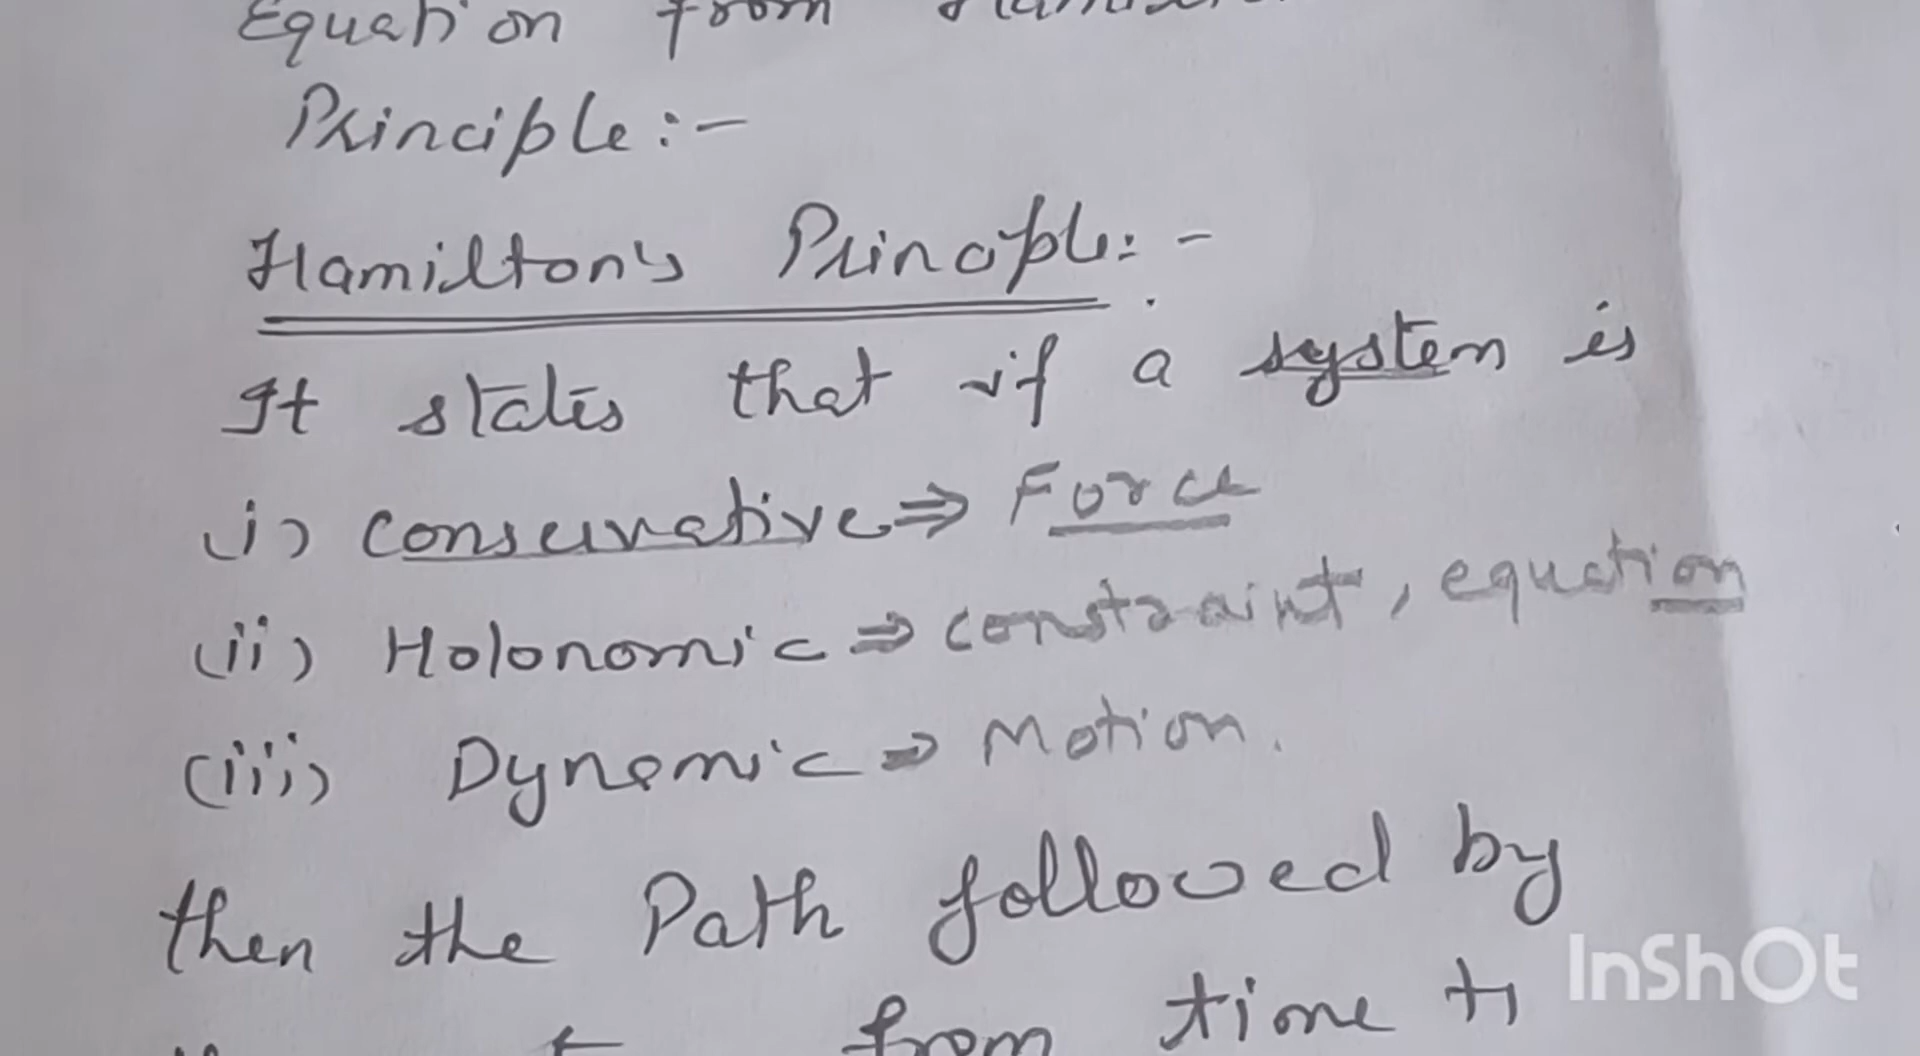 Equation from
Principle:-
Hamilton's Principle:-
It states that if a system is
(i) Conservative ⇒ Force
(ii) Holonomic ⇒ constraint, equation
(iii) Dynamic ⇒ Motion.
then the Path followed by
from time t1
InShOt